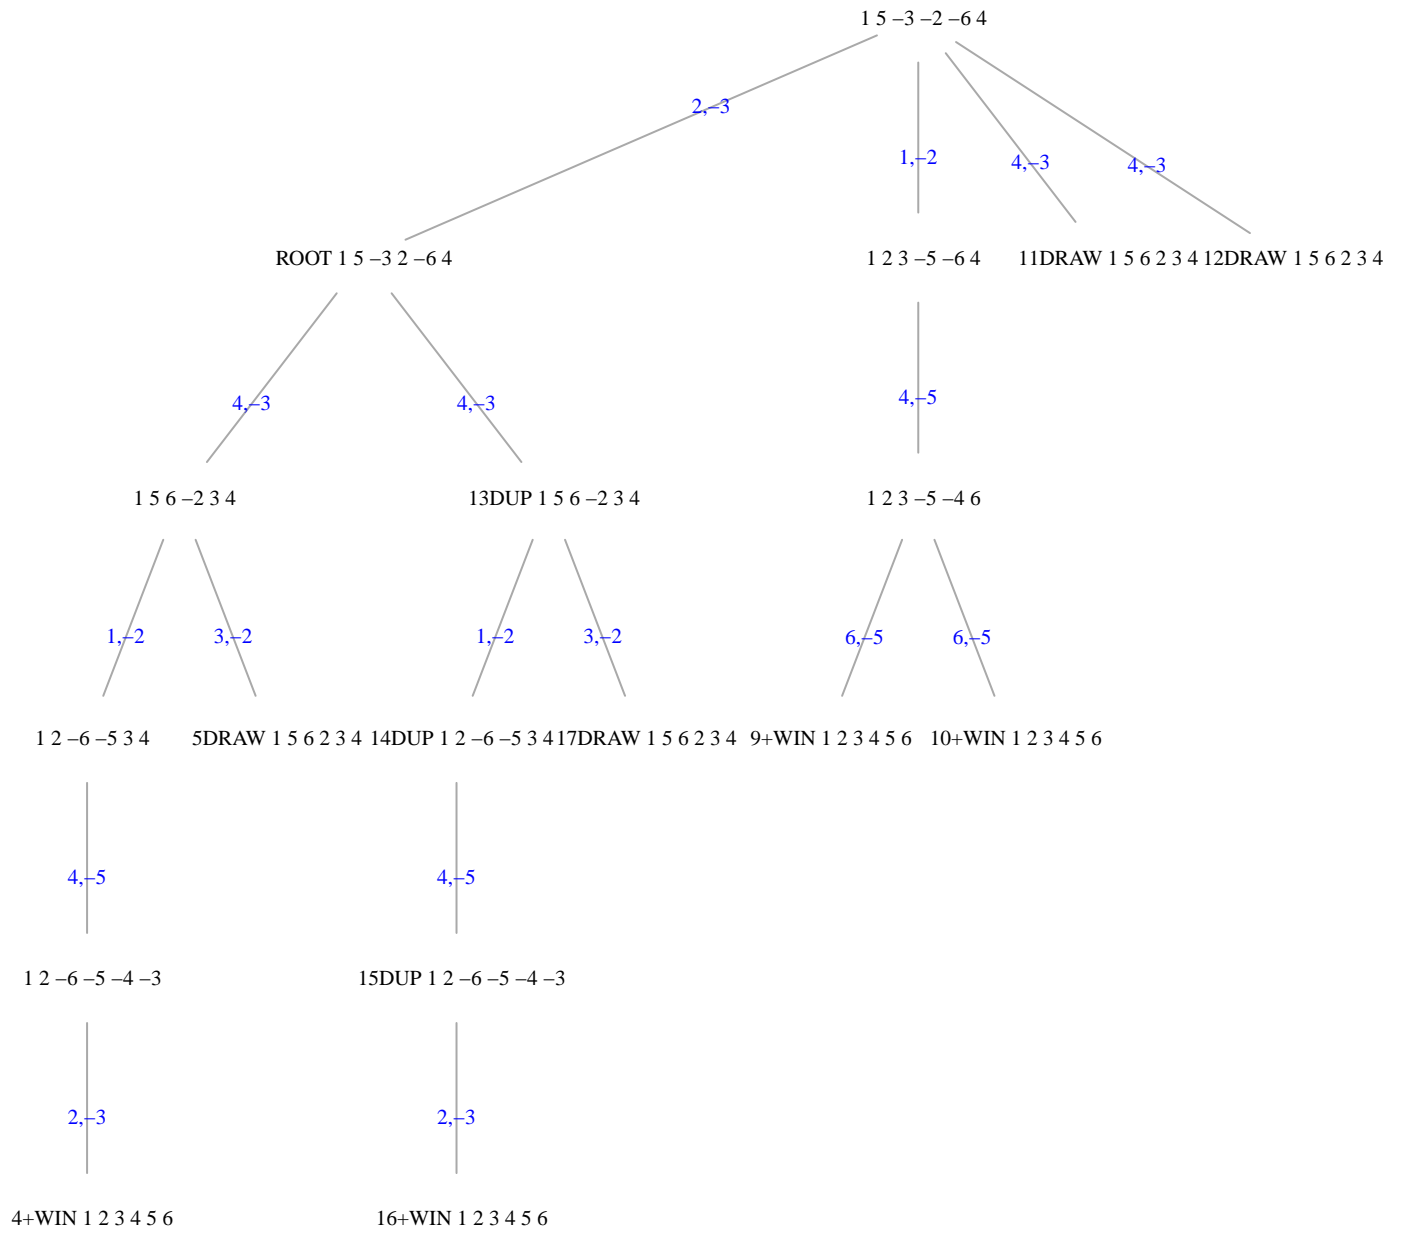 1 5 –3 –2 –6 4
2,–3
1,–2
4,–3
4,–3
ROOT 1 5 –3 2 –6 4
1 2 3 –5 –6 4
11DRAW 1 5 6 2 3 4
12DRAW 1 5 6 2 3 4
4,–3
4,–3
4,–5
1 5 6 –2 3 4
13DUP 1 5 6 –2 3 4
1 2 3 –5 –4 6
1,–2
3,–2
1,–2
3,–2
6,–5
6,–5
1 2 –6 –5 3 4
5DRAW 1 5 6 2 3 4
14DUP 1 2 –6 –5 3 4
17DRAW 1 5 6 2 3 4
9+WIN 1 2 3 4 5 6
10+WIN 1 2 3 4 5 6
4,–5
4,–5
1 2 –6 –5 –4 –3
15DUP 1 2 –6 –5 –4 –3
2,–3
2,–3
4+WIN 1 2 3 4 5 6
16+WIN 1 2 3 4 5 6